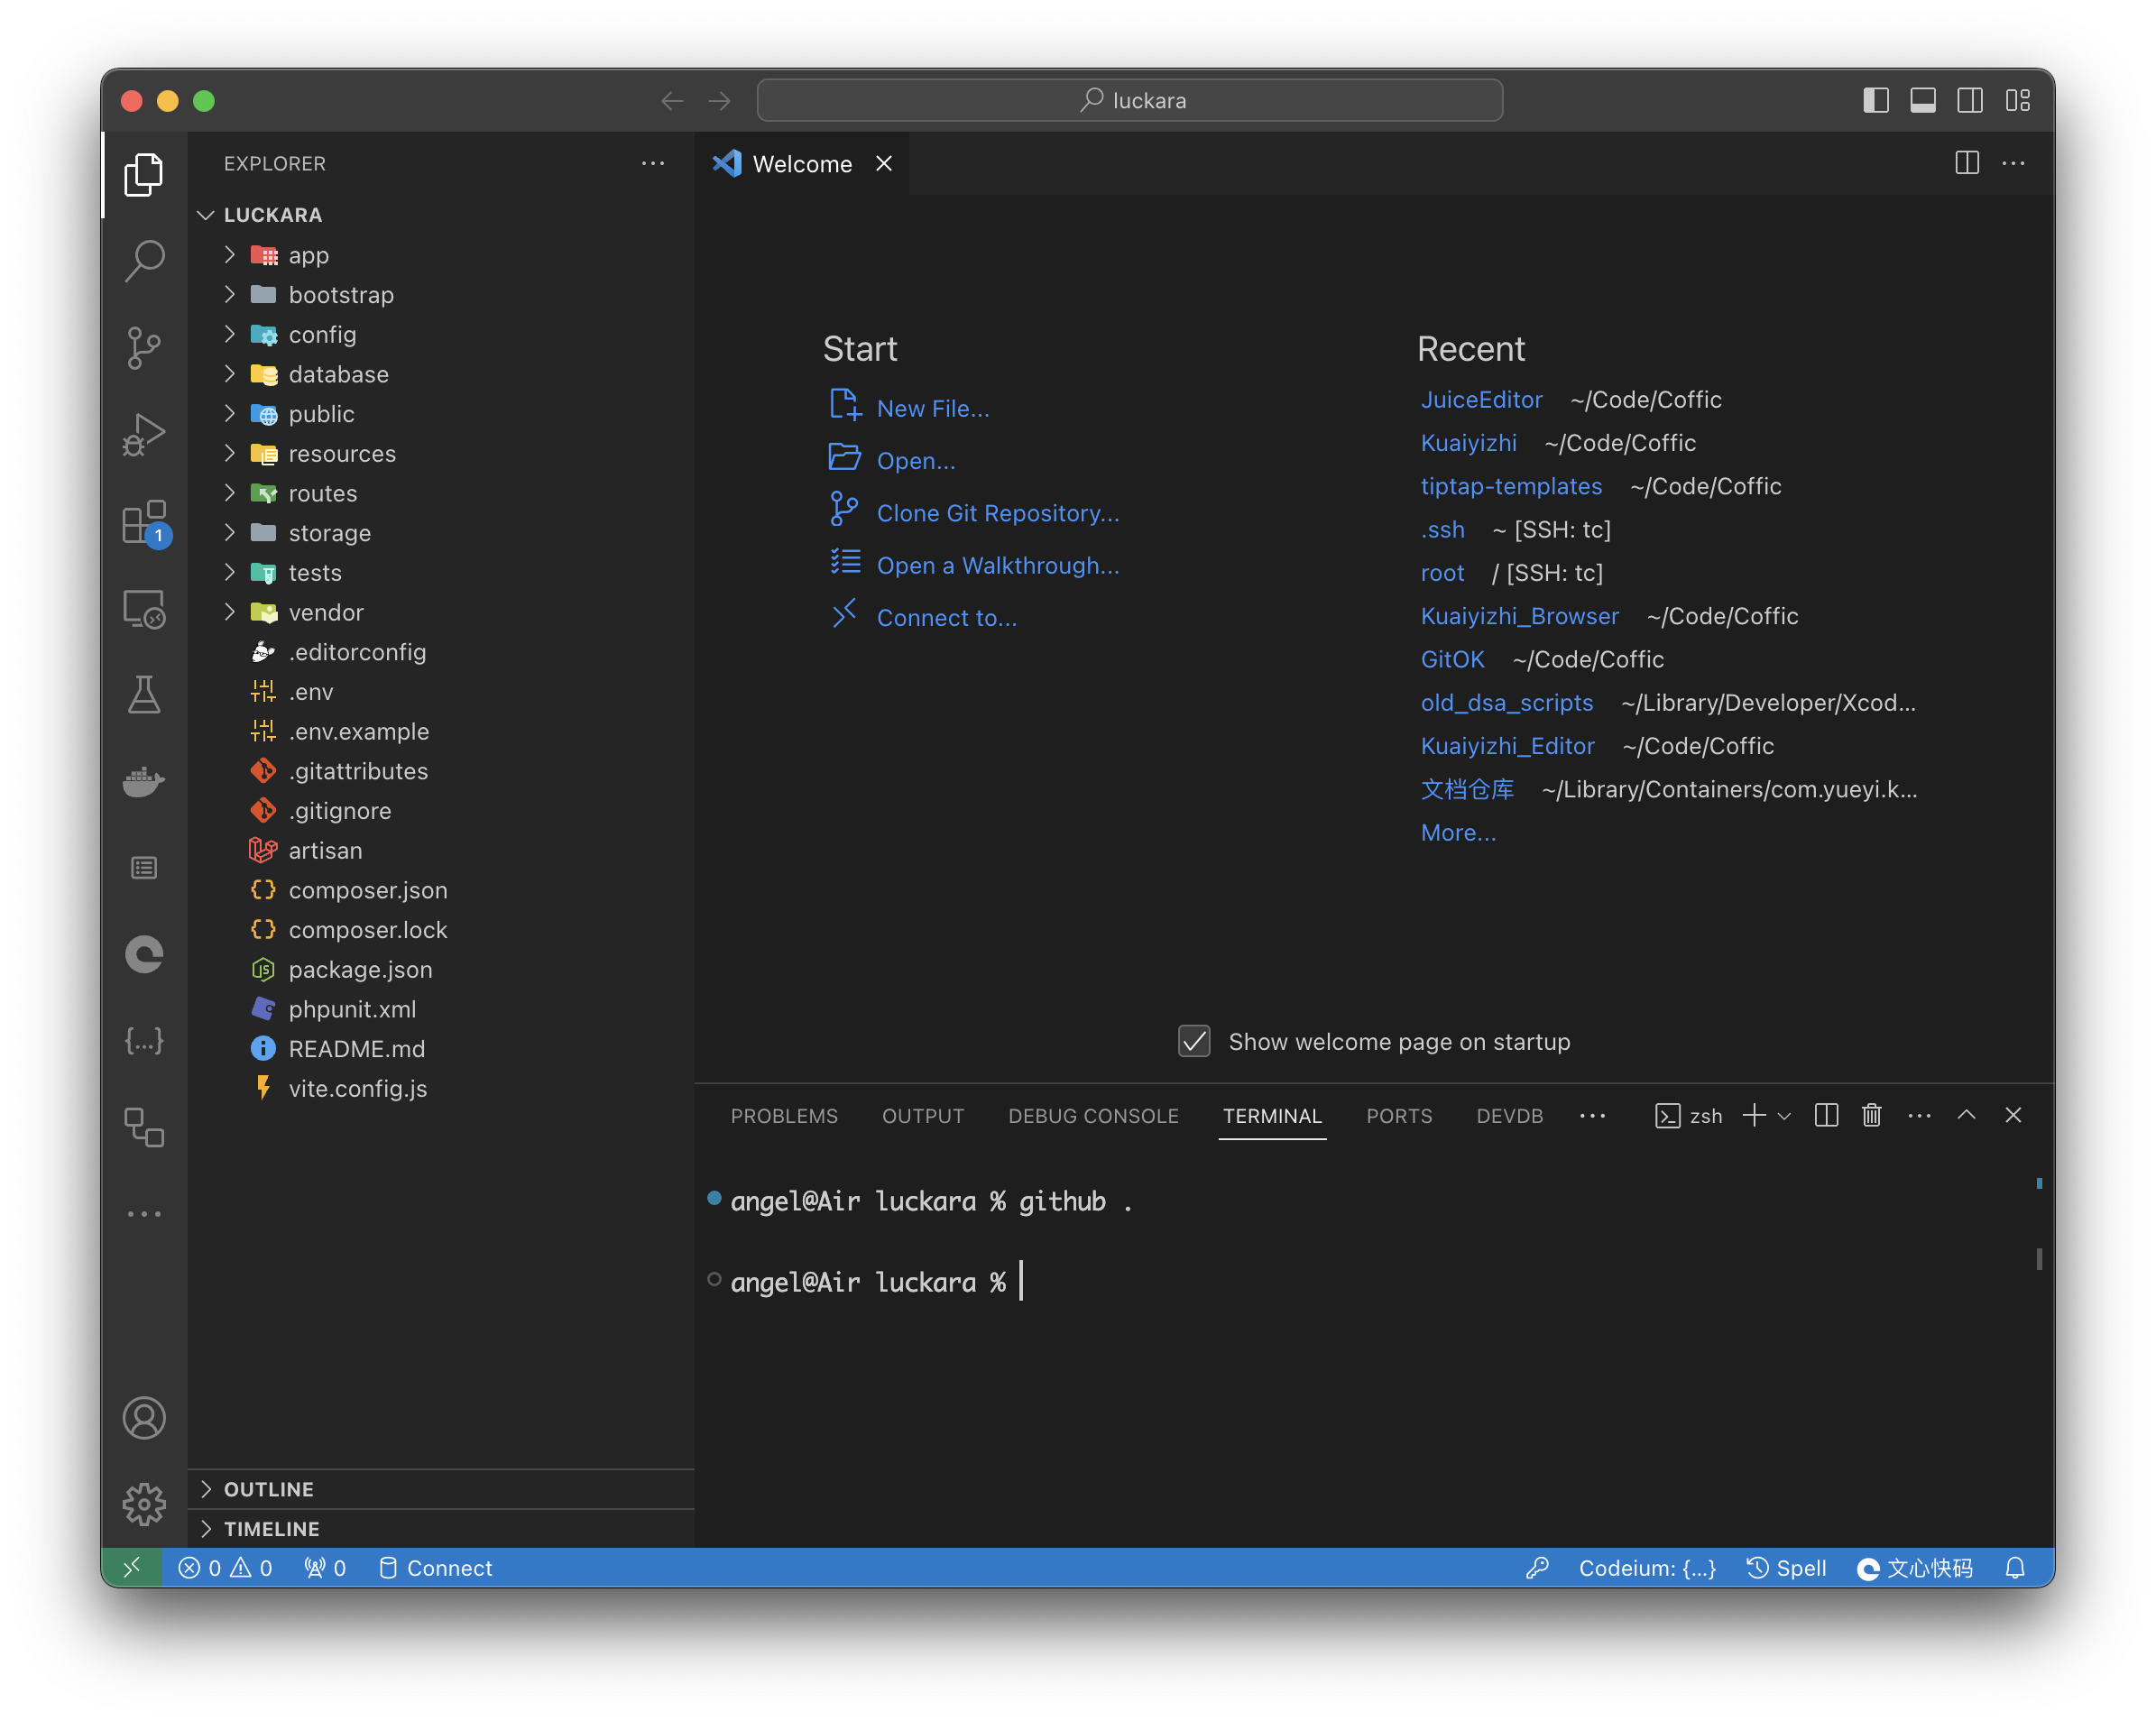 luckara
EXPLORER
LUCKARA
app
bootstrap
config
database
public
resources
routes
storage
tests
vendor
.editorconfig
.env
.env.example
.gitattributes
.gitignore
artisan
composer.json
composer.lock
package.json
phpunit.xml
README.md
vite.config.js
OUTLINE
TIMELINE
1
Welcome
Start
New File...
Open...
Clone Git Repository...
Open a Walkthrough...
Connect to...
Recent
JuiceEditor ~/Code/Coffic
Kuaiyizhi ~/Code/Coffic
tiptap-templates ~/Code/Coffic
.ssh ~ [SSH: tc]
root / [SSH: tc]
Kuaiyizhi_Browser ~/Code/Coffic
GitOK ~/Code/Coffic
old_dsa_scripts ~/Library/Developer/Xcod...
Kuaiyizhi_Editor ~/Code/Coffic
文档仓库 ~/Library/Containers/com.yueyi.k...
More...
Show welcome page on startup
PROBLEMS OUTPUT DEBUG CONSOLE TERMINAL PORTS DEVDB ... zsh
angel@Air luckara % github .
angel@Air luckara %
0 0 0 Connect Codeium: {...} Spell 文心快码